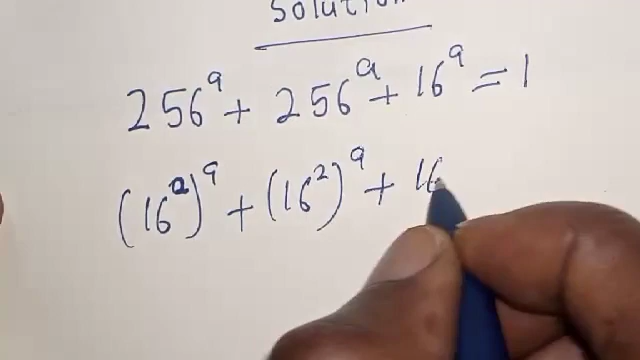 Solution
256^a + 256^a + 16^a = 1
(16^2)^a + (16^2)^a + 16